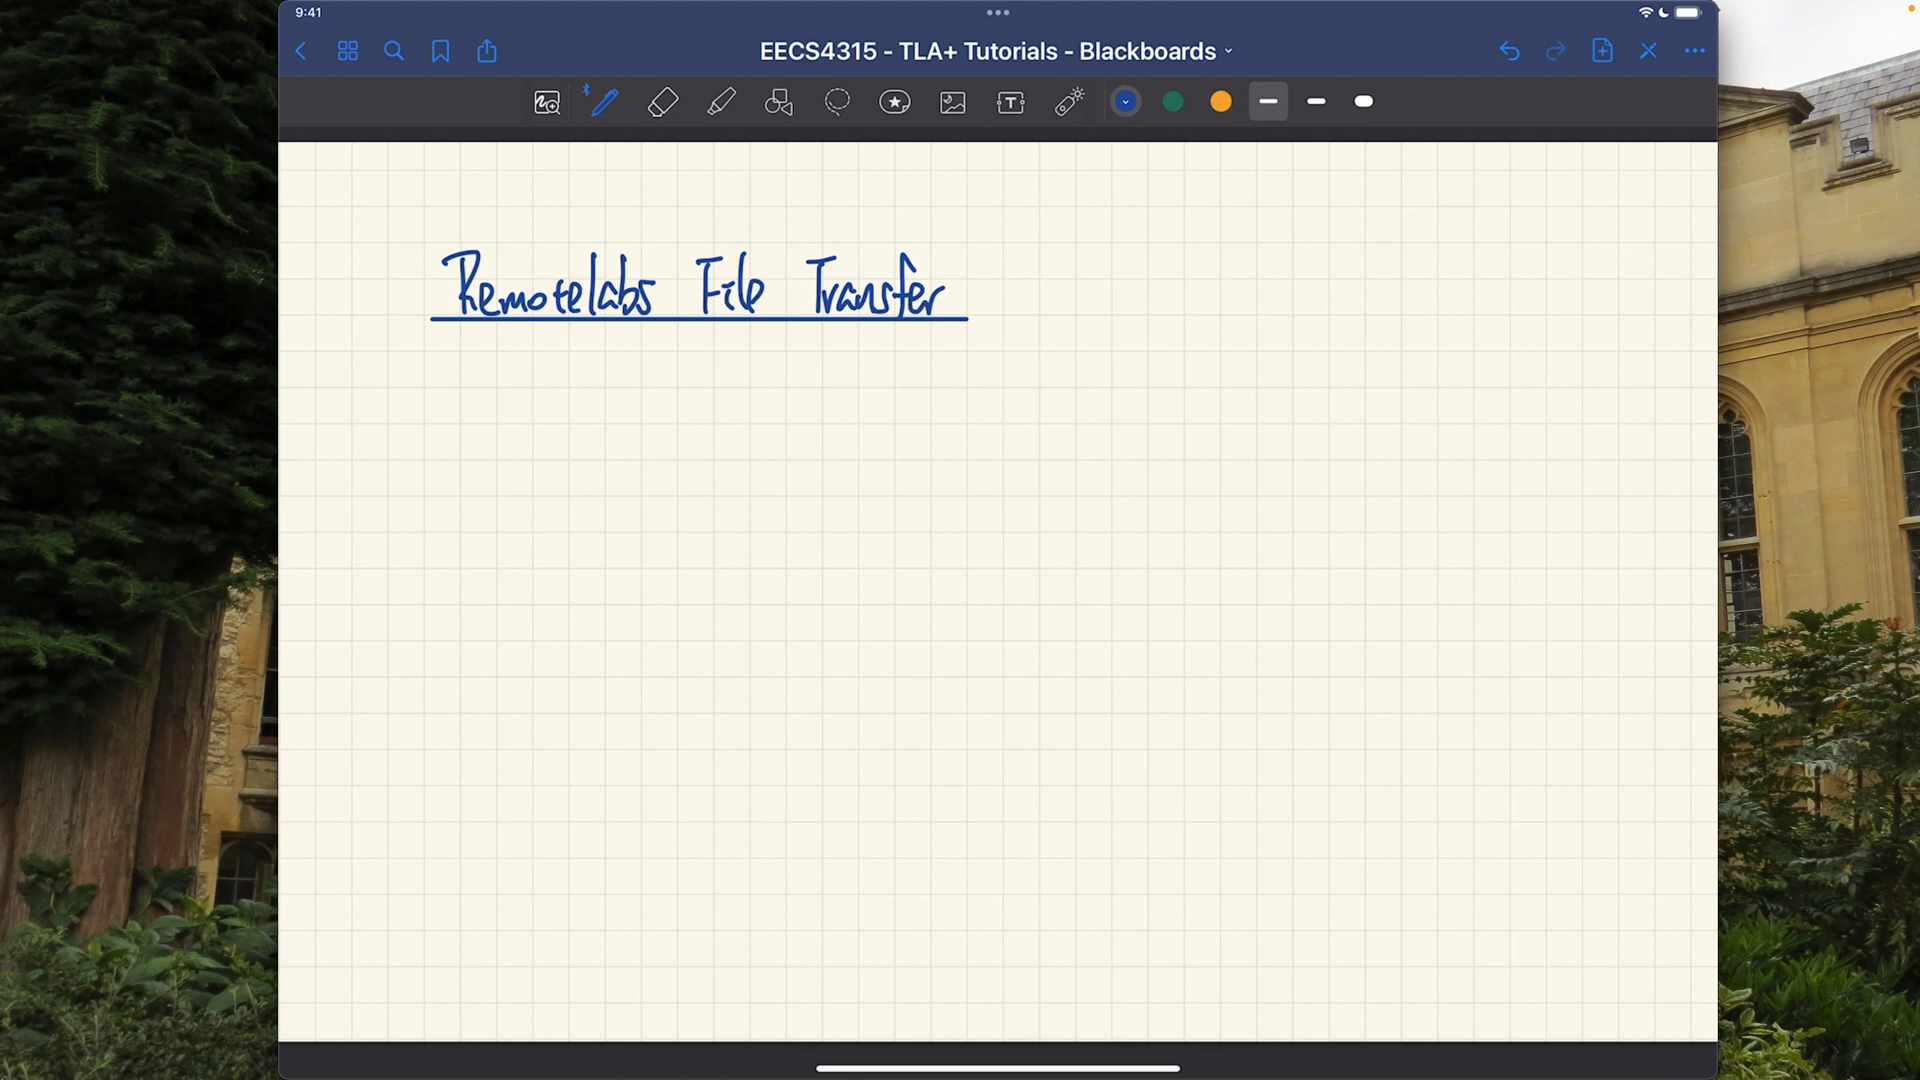 9:41
EECS4315 - TLA+ Tutorials - Blackboards
Remotelabs File Transfer